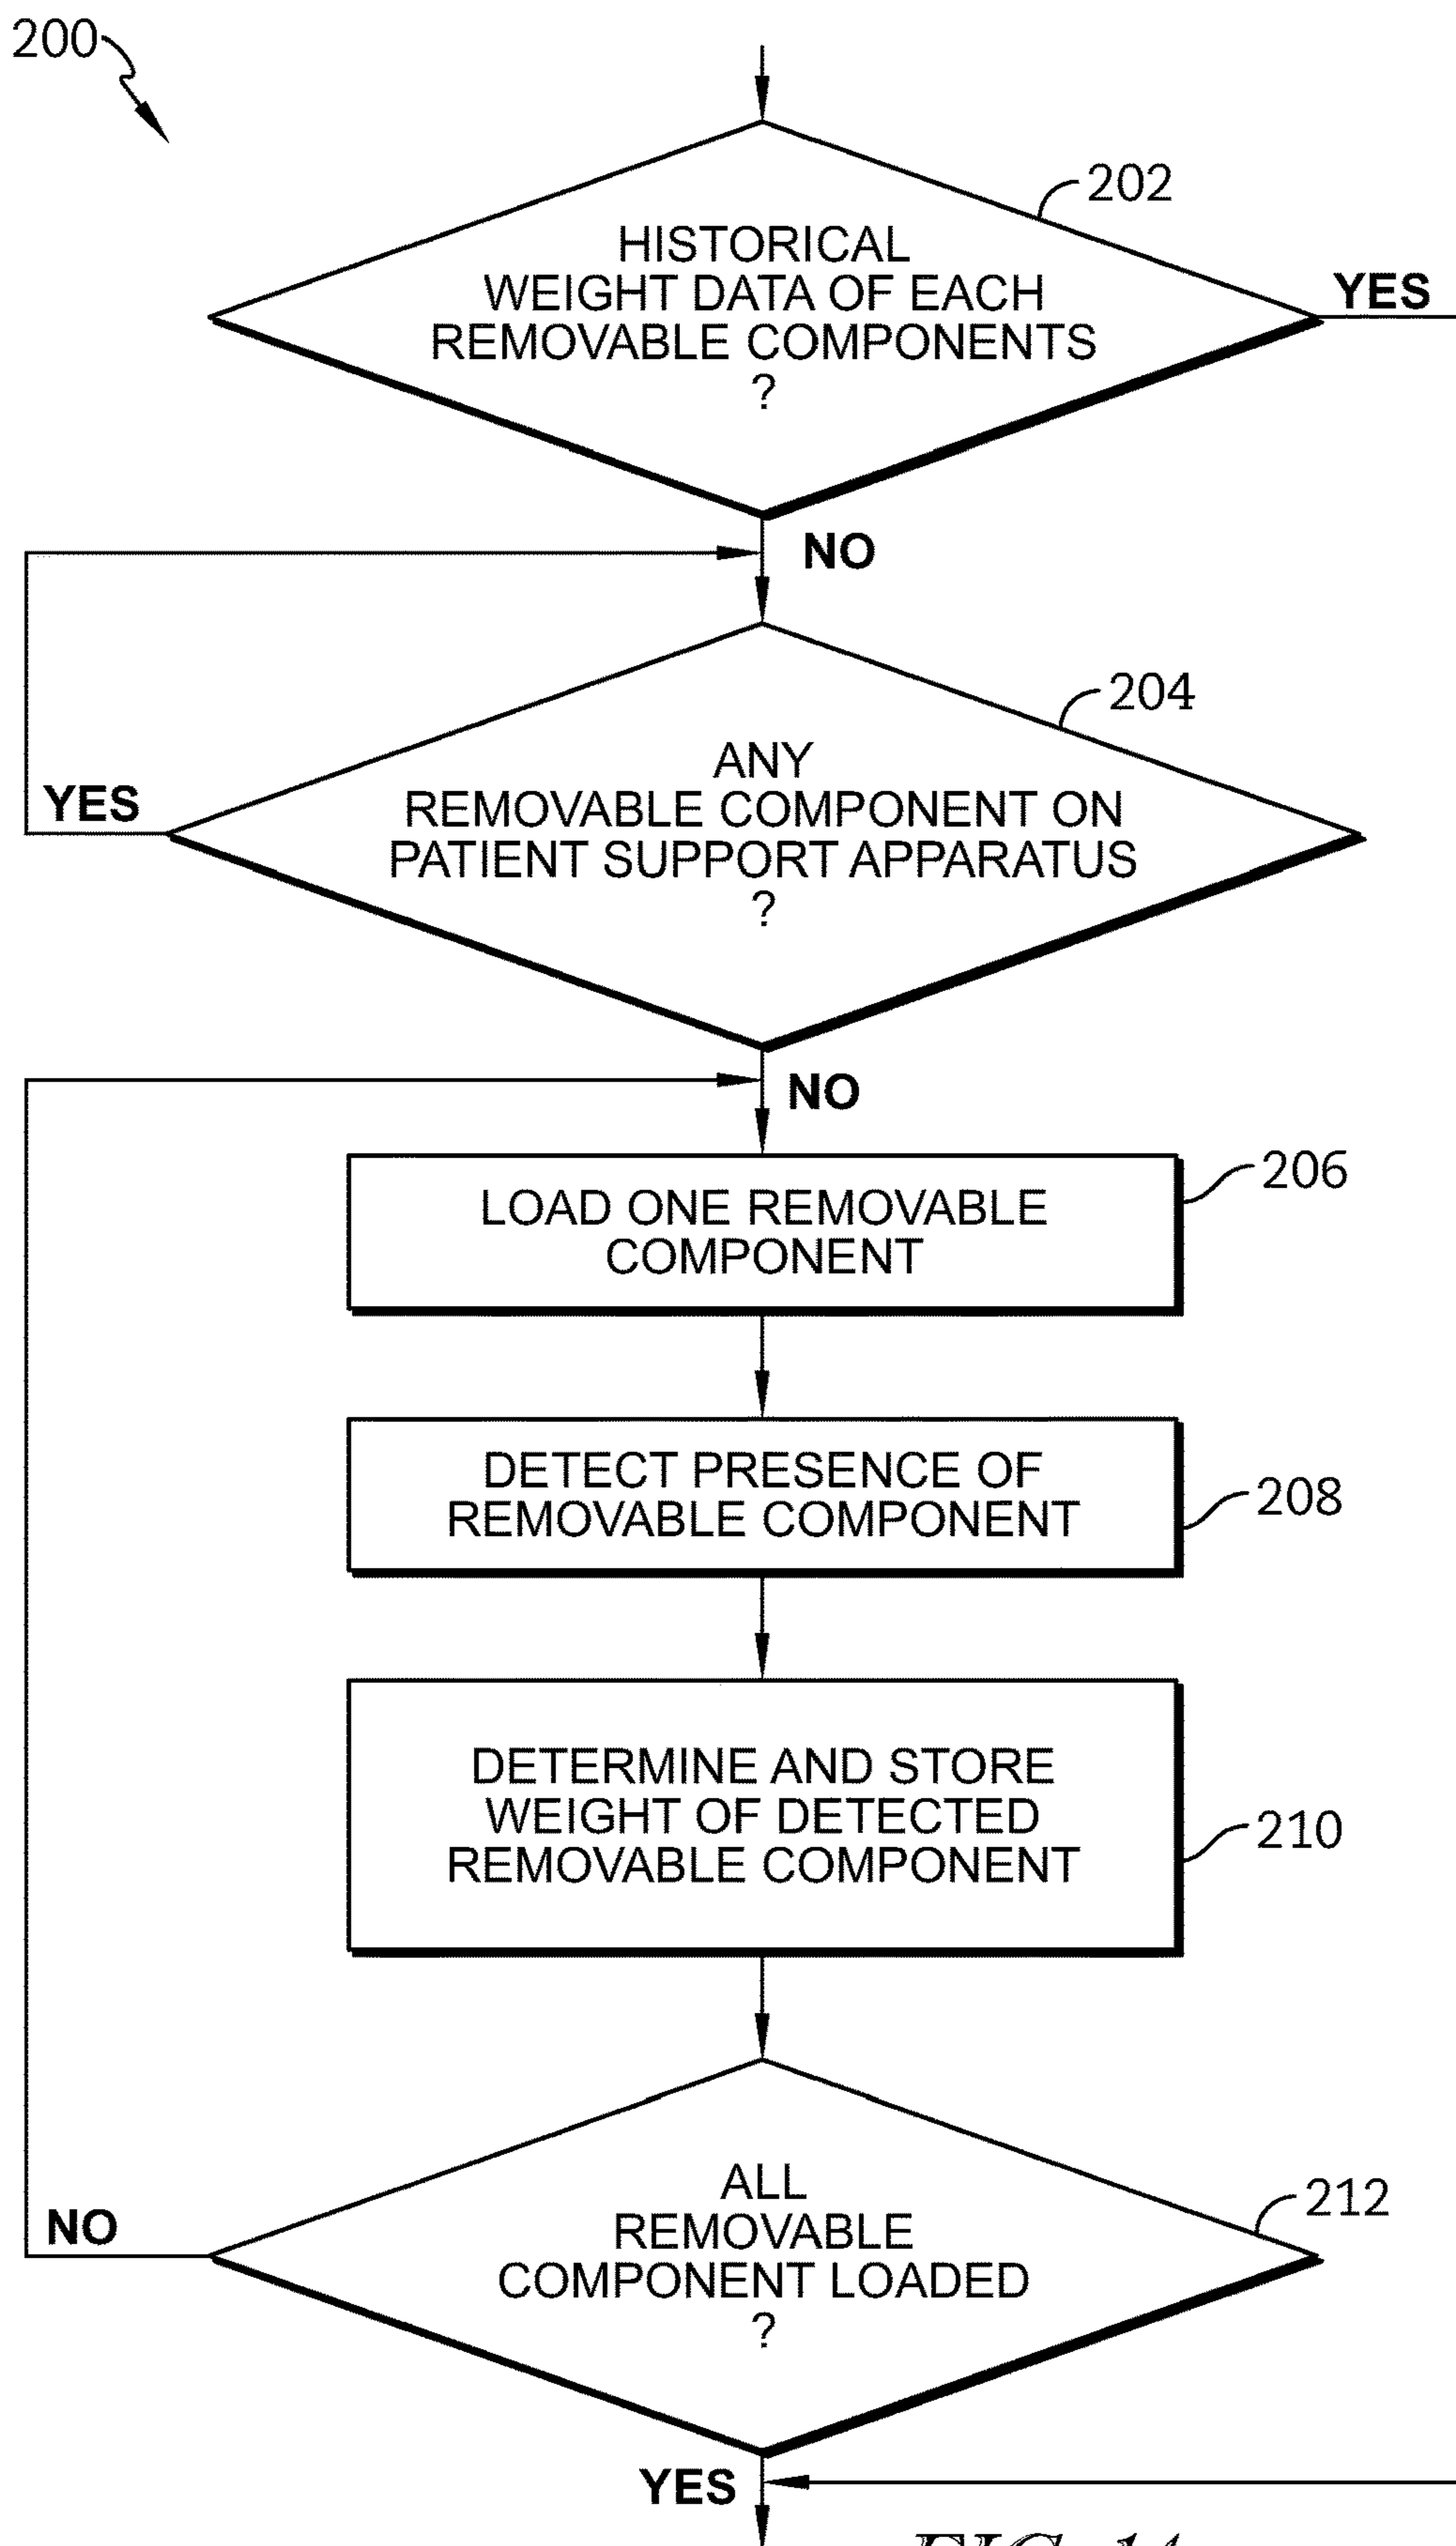 200
202
HISTORICAL
WEIGHT DATA OF EACH
REMOVABLE COMPONENTS
?
YES
NO
204
ANY
REMOVABLE COMPONENT ON
PATIENT SUPPORT APPARATUS
?
YES
NO
206
LOAD ONE REMOVABLE
COMPONENT
DETECT PRESENCE OF
REMOVABLE COMPONENT
208
DETERMINE AND STORE
WEIGHT OF DETECTED
REMOVABLE COMPONENT
210
212
ALL
REMOVABLE
COMPONENT LOADED
?
NO
YES